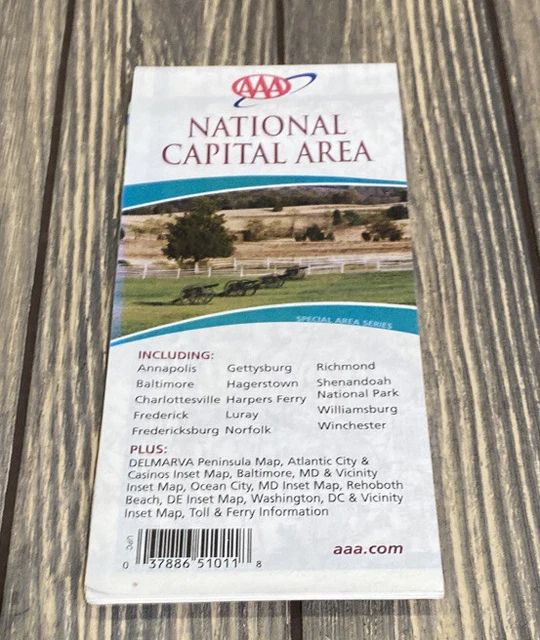 AAA
NATIONAL
CAPITAL AREA
SPECIAL AREA SERIES
INCLUDING:
Annapolis Gettysburg Richmond
Baltimore Hagerstown Shenandoah
Charlottesville Harpers Ferry National Park
Frederick Luray Williamsburg
Fredericksburg Norfolk Winchester
PLUS:
DELMARVA Peninsula Map, Atlantic City &
Casinos Inset Map, Baltimore, MD & Vicinity
Inset Map, Ocean City, MD Inset Map, Rehoboth
Beach, DE Inset Map, Washington, DC & Vicinity
Inset Map, Toll & Ferry Information
UPC
0 37886 51011 8
aaa.com